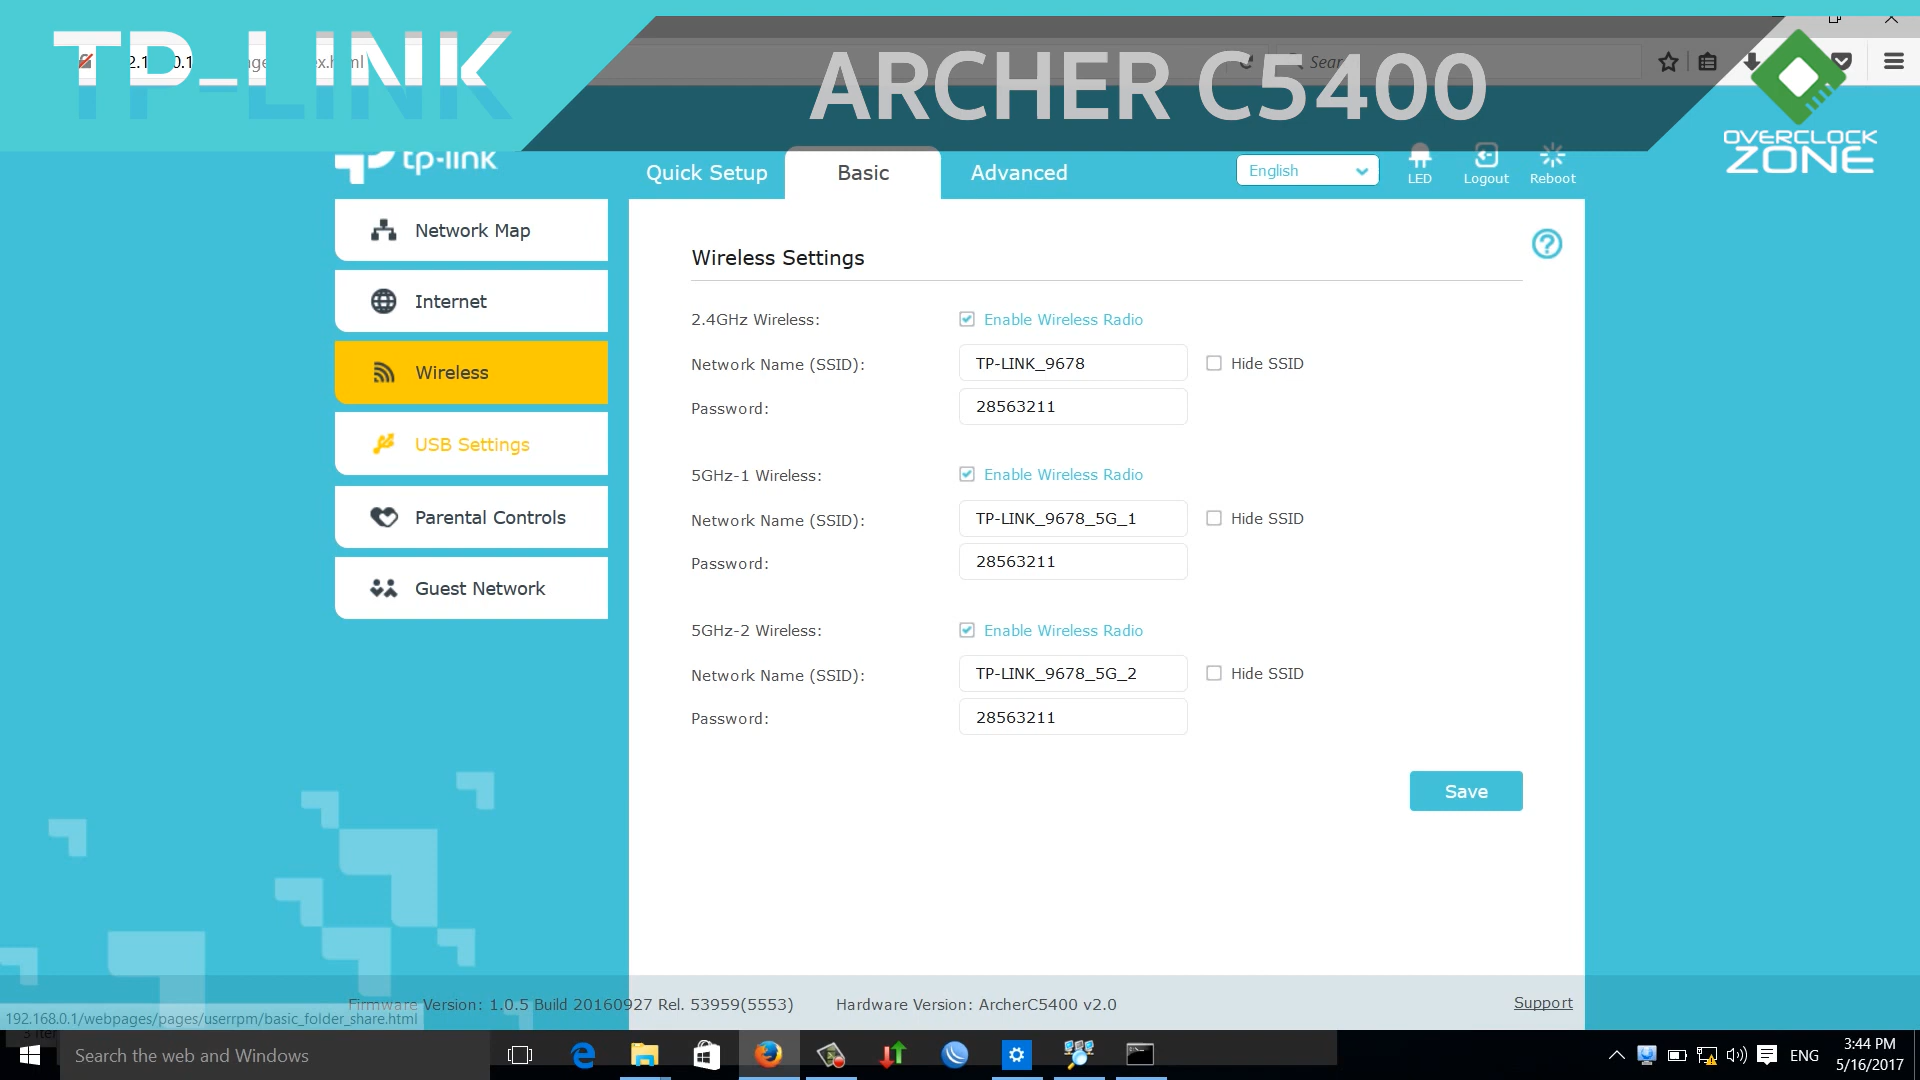 TP-LINK
ARCHER C5400
OVERCLOCK
ZONE
tp-link
Quick Setup
Basic
Advanced
English
LED
Logout
Reboot
Network Map
Internet
Wireless
USB Settings
Parental Controls
Guest Network
Wireless Settings
2.4GHz Wireless:
Enable Wireless Radio
Network Name (SSID):
TP-LINK_9678
Hide SSID
Password:
28563211
5GHz-1 Wireless:
Enable Wireless Radio
Network Name (SSID):
TP-LINK_9678_5G_1
Hide SSID
Password:
28563211
5GHz-2 Wireless:
Enable Wireless Radio
Network Name (SSID):
TP-LINK_9678_5G_2
Hide SSID
Password:
28563211
Save
Firmware Version: 1.0.5 Build 20160927 Rel. 53959(5553)
Hardware Version: ArcherC5400 v2.0
Support
192.168.0.1/webpages/pages/userrpm/basic_folder_share.html
Search the web and Windows
ENG
3:44 PM
5/16/2017